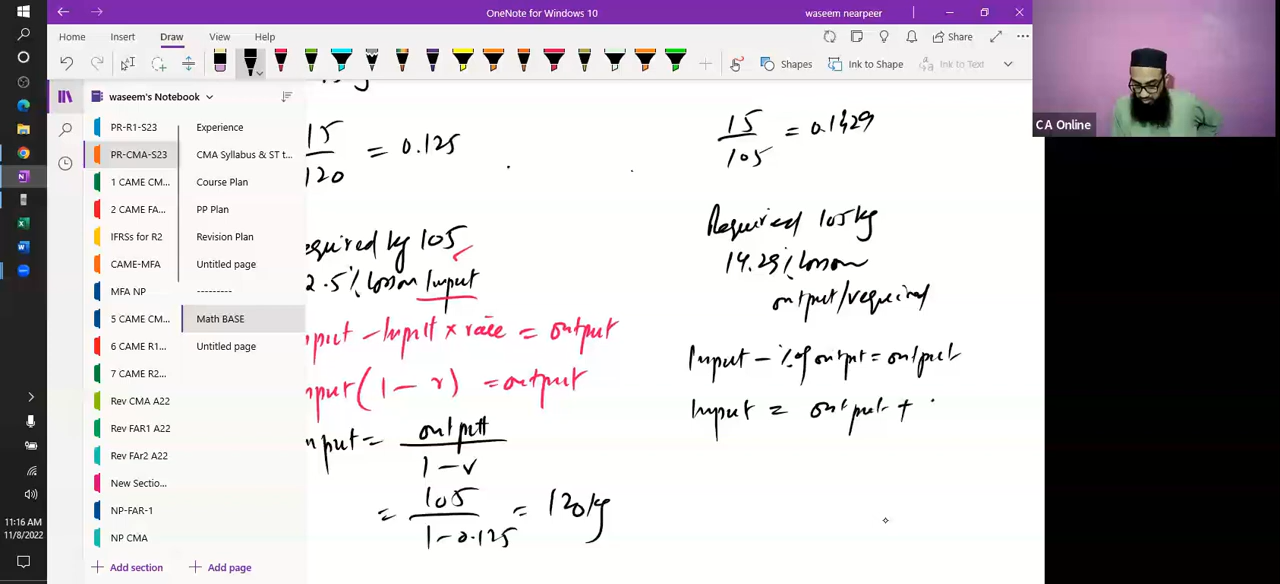 OneNote for Windows 10
waseem nearpeer
Home Insert Draw View Help
Share
Shapes
Ink to Shape
Ink to Text
waseem's Notebook
PR-R1-S23
PR-CMA-S23
1 CAME CM...
2 CAME FA...
IFRSs for R2
CAME-MFA
MFA NP
5 CAME CM...
6 CAME R1...
7 CAME R2...
Rev CMA A22
Rev FAR1 A22
Rev FAr2 A22
New Sectio...
NP-FAR-1
NP CMA
Add section
Experience
CMA Syllabus & ST t...
Course Plan
PP Plan
Revision Plan
Untitled page
---------
Math BASE
Untitled page
Add page
15
120
= 0.125
equired kg 105
2.5% loss on Input
nput - Input × rate = output
nput (1 - r) = output
nput = output
1 - r
= 105
1 - 0.125
= 120kg
15
105
= 0.1429
Required 105kg
14.29% loss on
output/required
Input - % of output = output
Input = output +
CA Online
11:16 AM
11/8/2022